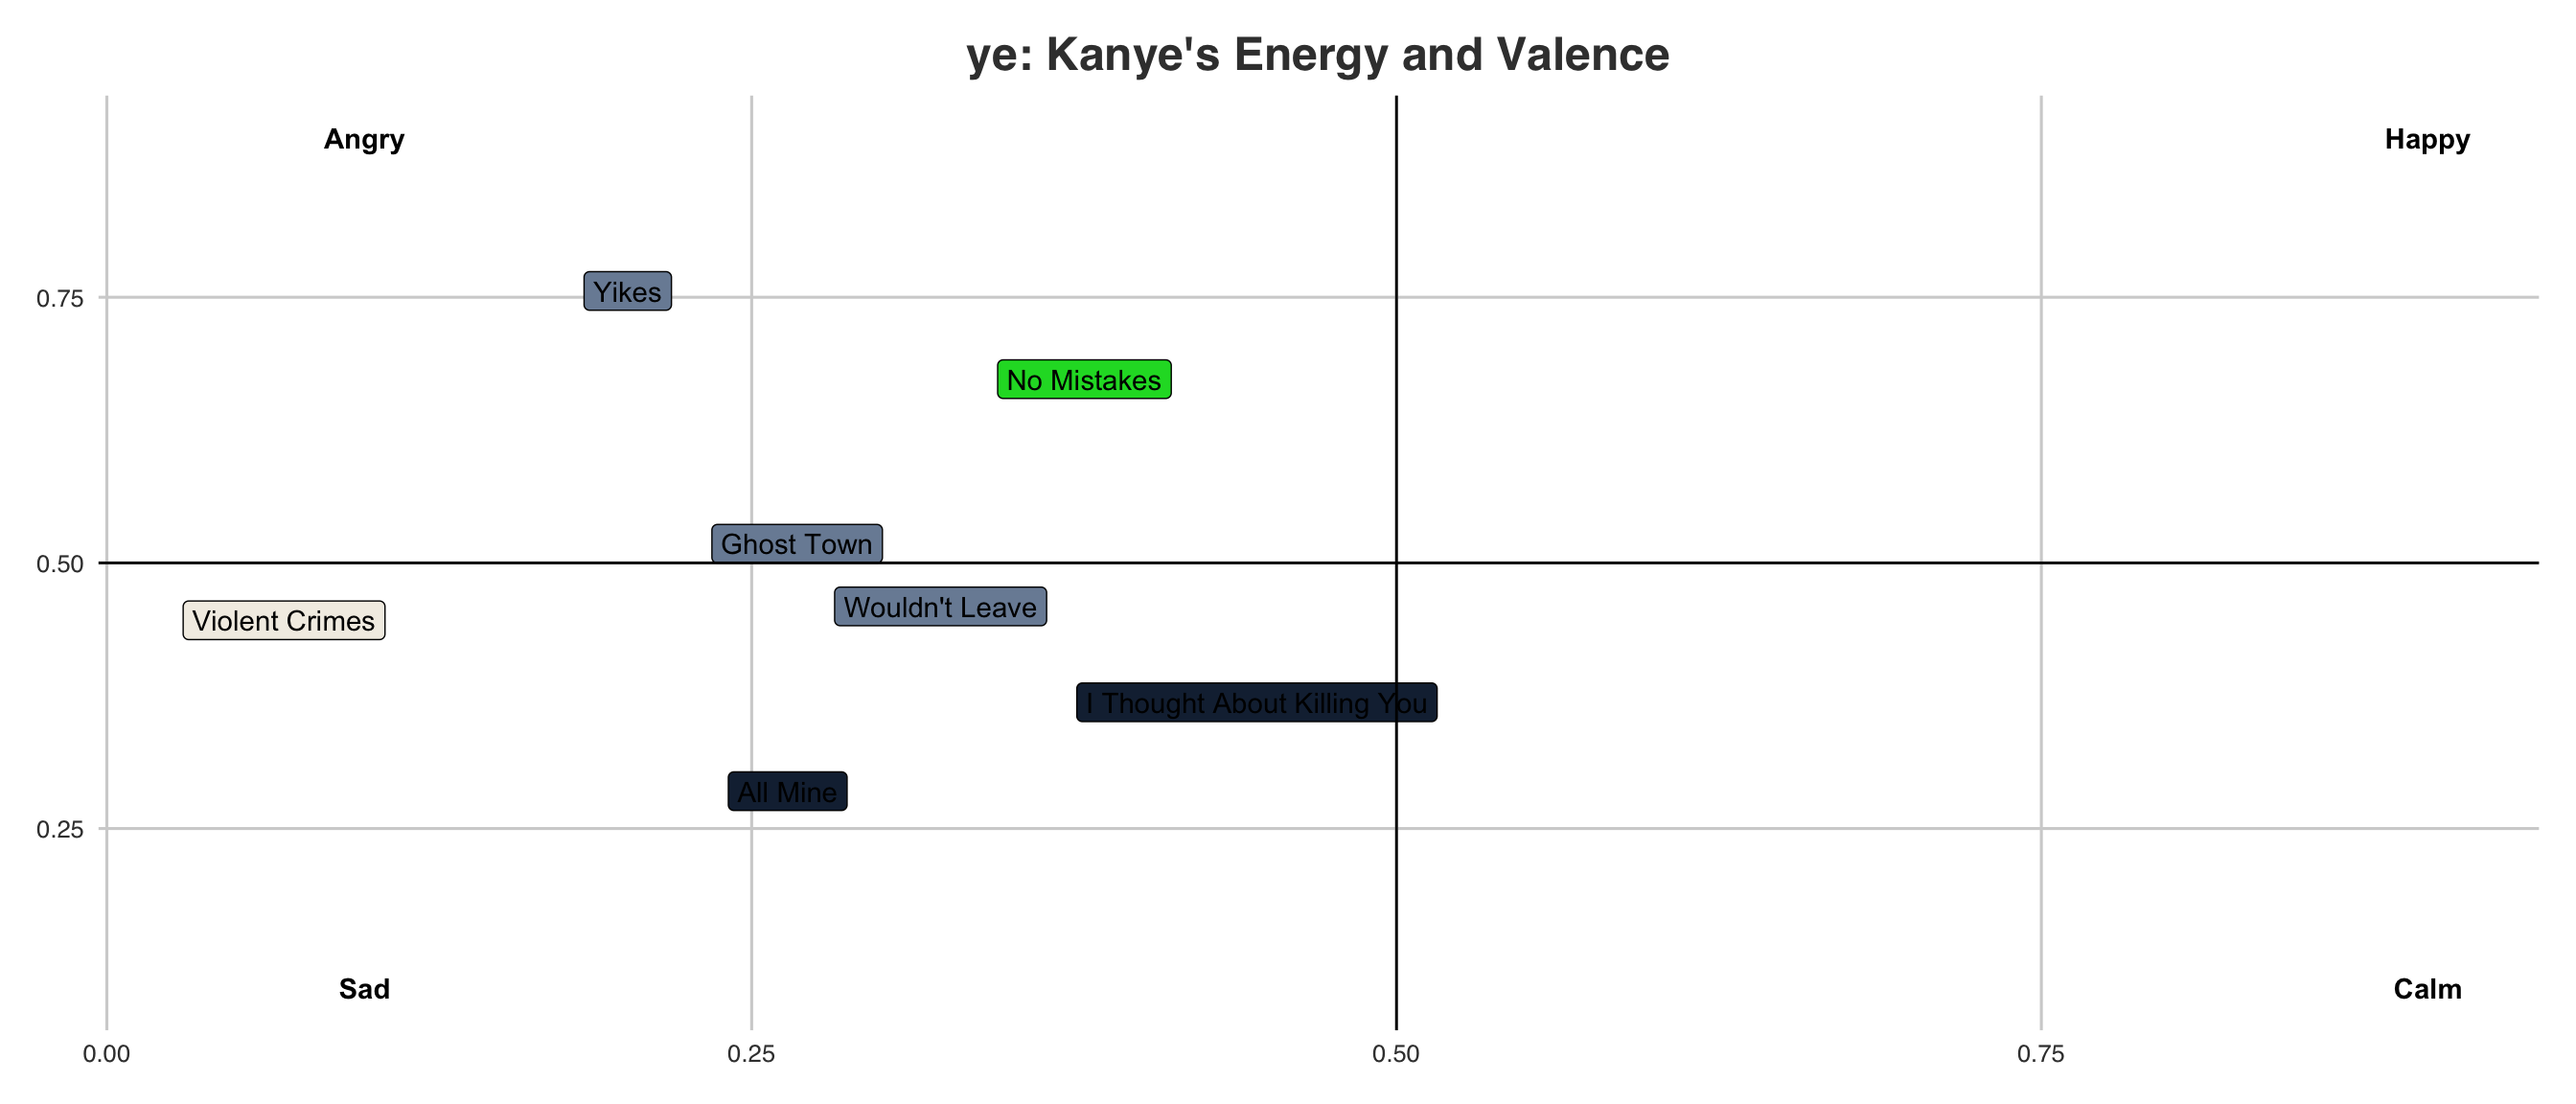 ye: Kanye's Energy and Valence
Angry
Happy
Yikes
0.75
No Mistakes
Ghost Town
0.50
Wouldn't Leave
Violent Crimes
I Thought About Killing You
All Mine
0.25
Sad
Calm
0.00
0.25
0.50
0.75